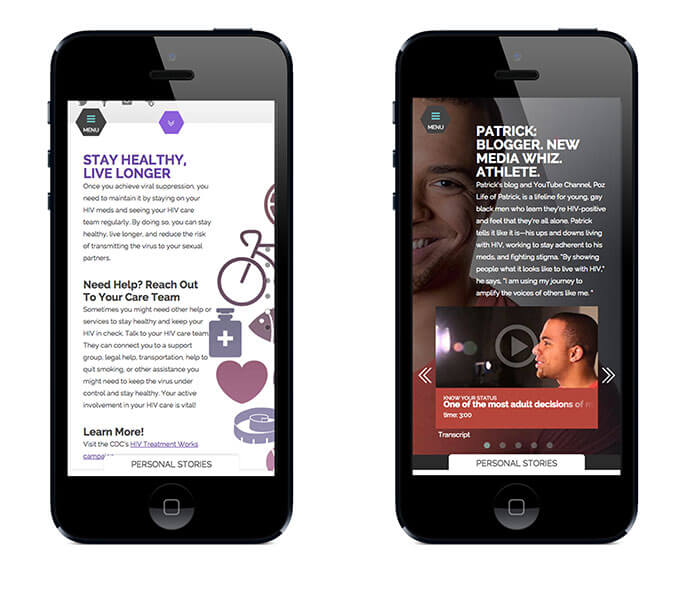 MENU
STAY HEALTHY,
LIVE LONGER
Once you achieve viral suppression, you
need to maintain it by staying on your
HIV meds and seeing your HIV care
team regularly. By doing so, you can stay
healthy, live longer, and reduce the risk
of transmitting the virus to your sexual
partners.
Need Help? Reach Out
To Your Care Team
Sometimes you might need other help or
services to stay healthy and keep your
HIV in check. Talk to your HIV care team.
They can connect you to a support
group, legal help, transportation, help to
quit smoking, or other assistance you
might need to keep the virus under
control and stay healthy. Your active
involvement in your HIV care is vital!
Learn More!
Visit the CDC's HIV Treatment Works
campaign
PERSONAL STORIES
MENU
PATRICK:
BLOGGER. NEW
MEDIA WHIZ.
ATHLETE.
Patrick's blog and YouTube Channel, Poz
Life of Patrick, is a lifeline for young, gay
black men who learn they're HIV-positive
and feel that they're all alone. Patrick
tells it like it is—his ups and downs living
with HIV, working to stay adherent to his
meds, and fighting stigma. "By showing
people what it looks like to live with HIV,"
he says, "I am using my journey to
amplify the voices of others like me."
KNOW YOUR STATUS
One of the most adult decisions of m
time: 3:00
Transcript
PERSONAL STORIES